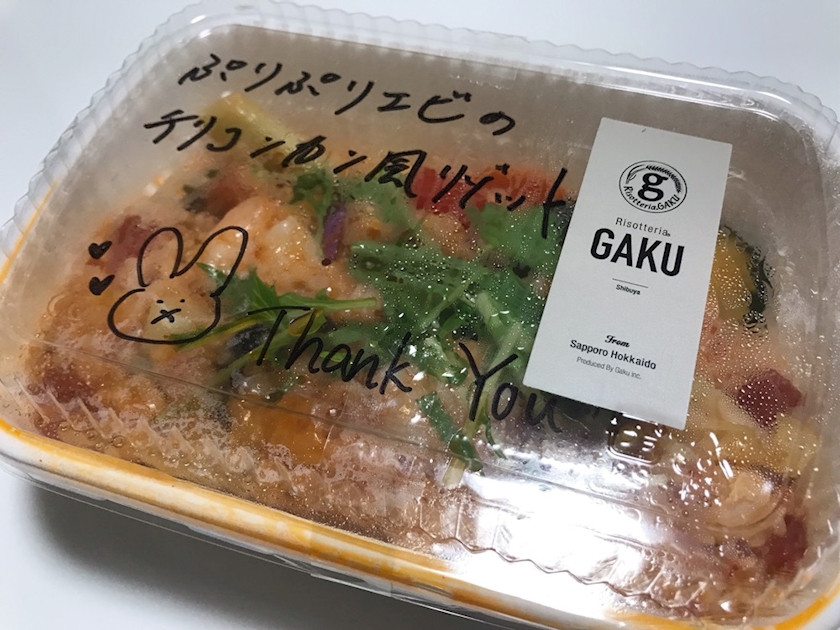 ぷりぷりエビの
チリコンカン風リゾット
Thank You
g
Risotteria.GAKU
Risotteria.
GAKU
Shibuya
From
Sapporo Hokkaido
Produced By Gaku inc.